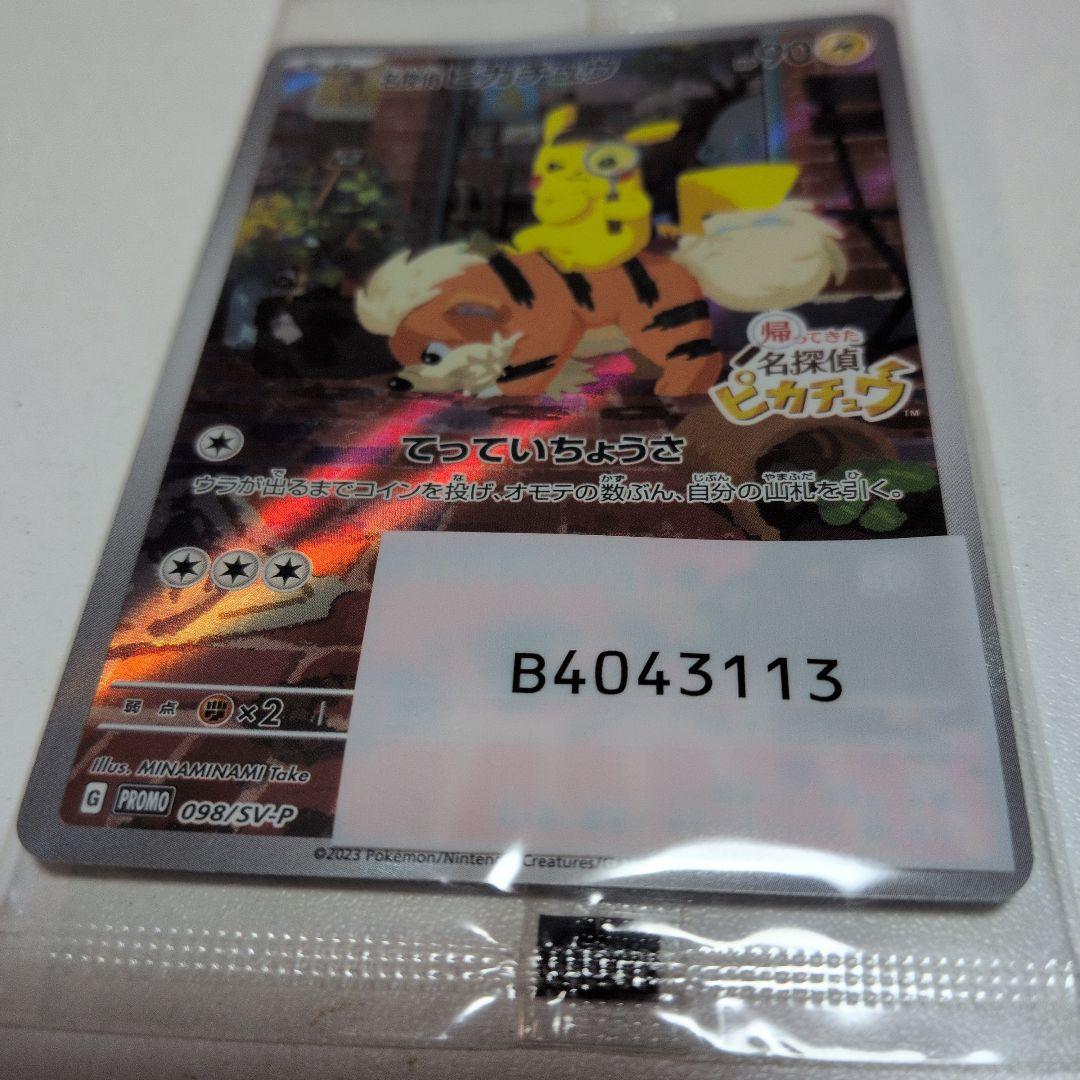 名探偵ピカチュウ 90
帰ってきた
名探偵
ピカチュウ™
てっていちょうさ
ウラが出るまでコインを投げ、オモテの数ぶん、自分の山札を引く。
B4043113
弱点 ×2
Illus. MINAMINAMI Take
G PROMO 098/SV-P
©2023 Pokémon/Nintendo/Creatures/G